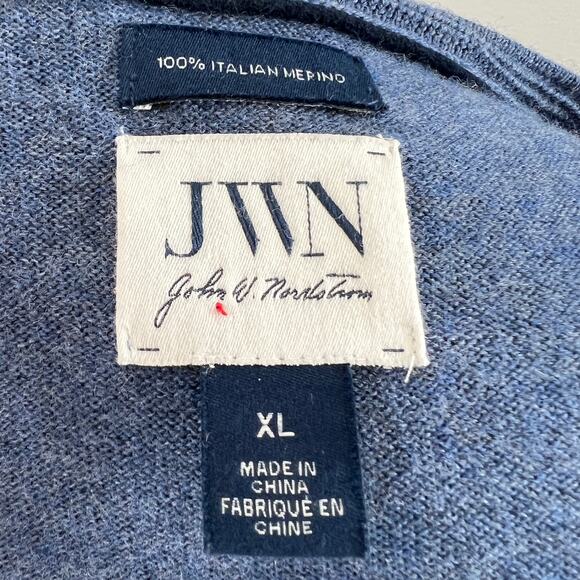 100% ITALIAN MERINO
JWN
John W. Nordstrom
XL
MADE IN
CHINA
FABRIQUÉ EN
CHINE